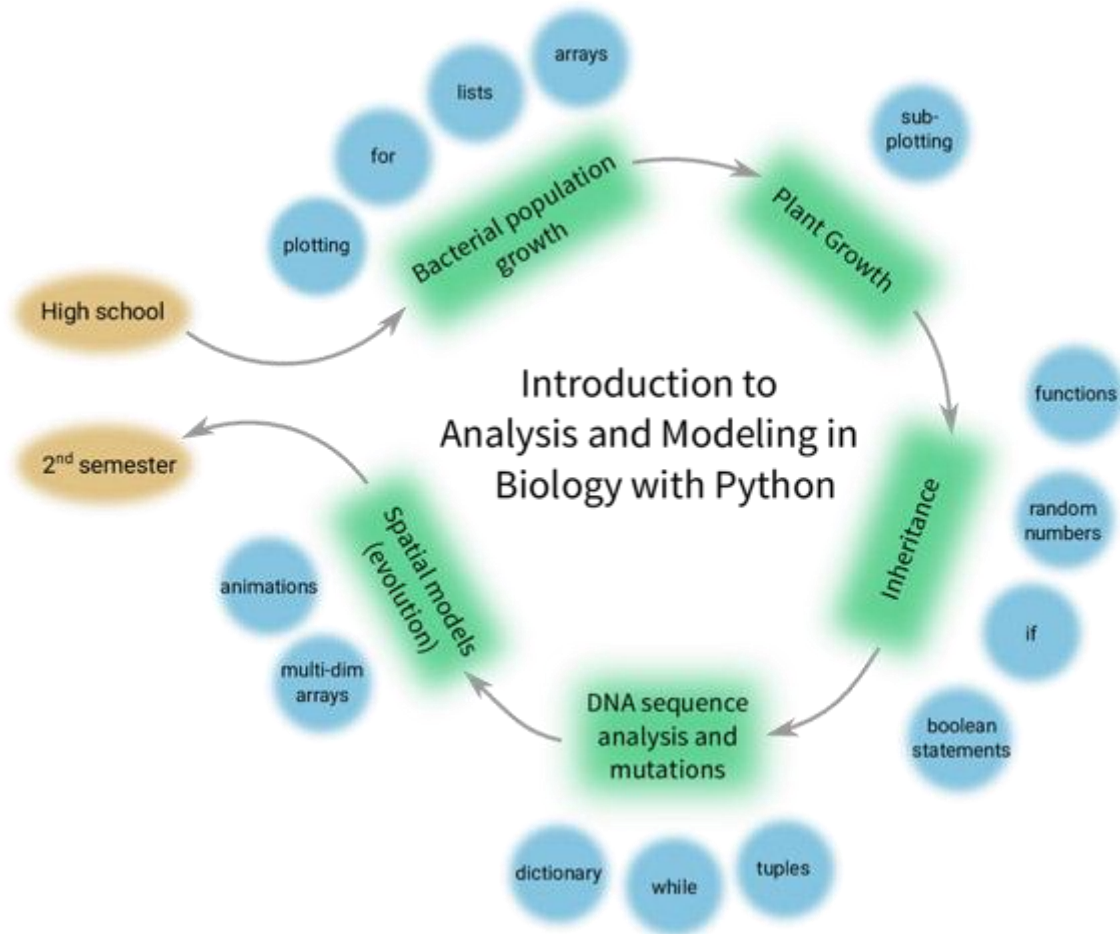 arrays
lists
for
plotting
sub-
plotting
Bacterial population
growth
Plant Growth
High school
2nd semester
Introduction to
Analysis and Modeling in
Biology with Python
functions
random
numbers
if
boolean
statements
Inheritance
DNA sequence
analysis and
mutations
dictionary
while
tuples
Spatial models
(evolution)
animations
multi-dim
arrays